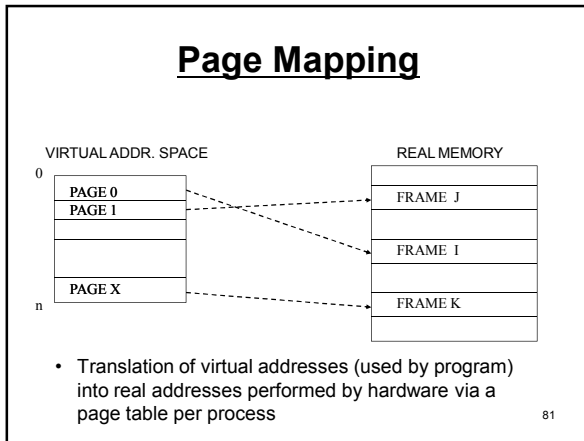 Page Mapping
VIRTUAL ADDR. SPACE
REAL MEMORY
0
PAGE 0
PAGE 1
PAGE X
n
FRAME J
FRAME I
FRAME K
• Translation of virtual addresses (used by program)
into real addresses performed by hardware via a
page table per process
81